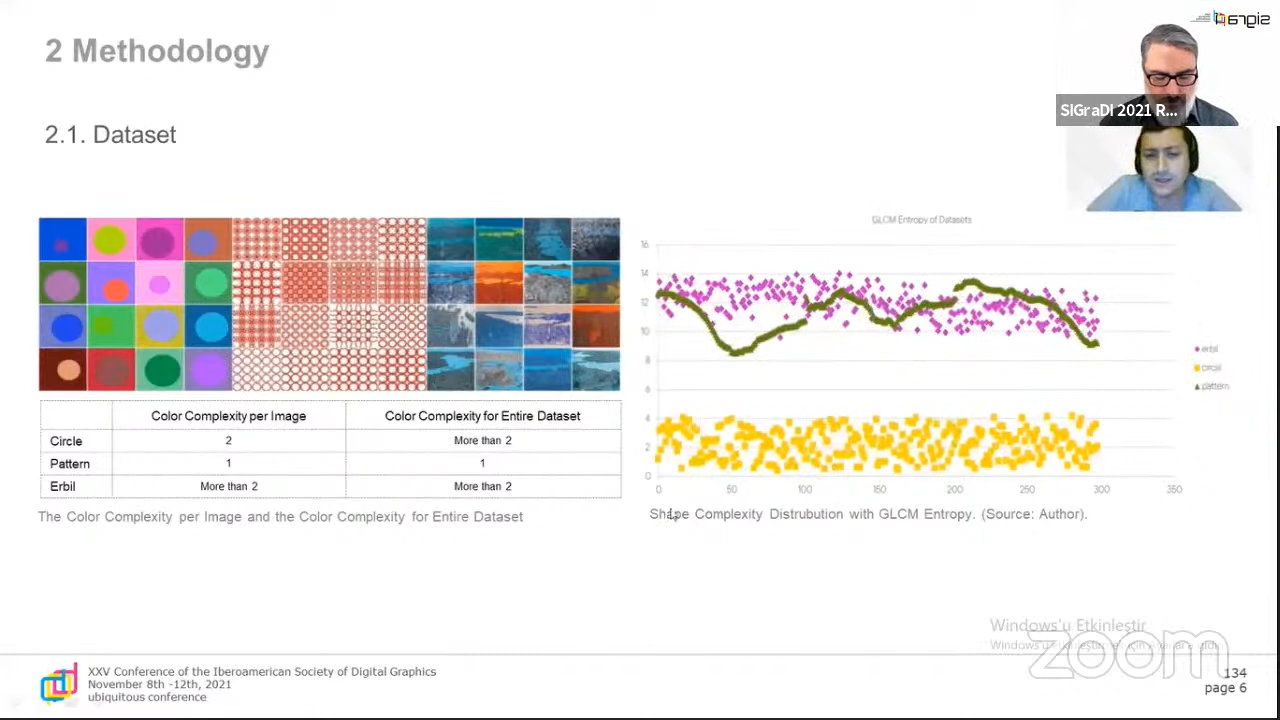 2 Methodology
SIGraDI 2021 R...
2.1. Dataset
GLCM Entropy of Datasets
16
14
12
10
8
6
4
2
0
0 50 100 150 200 250 300 350
erbil
circle
pattern
Color Complexity per Image Color Complexity for Entire Dataset
Circle 2 More than 2
Pattern 1 1
Erbil More than 2 More than 2
The Color Complexity per Image and the Color Complexity for Entire Dataset
Shape Complexity Distrubution with GLCM Entropy. (Source: Author).
Windows'u Etkinleştir
Windows'u
zoom
XXV Conference of the Iberoamerican Society of Digital Graphics
November 8th -12th, 2021
ubiquitous conference
134
page 6